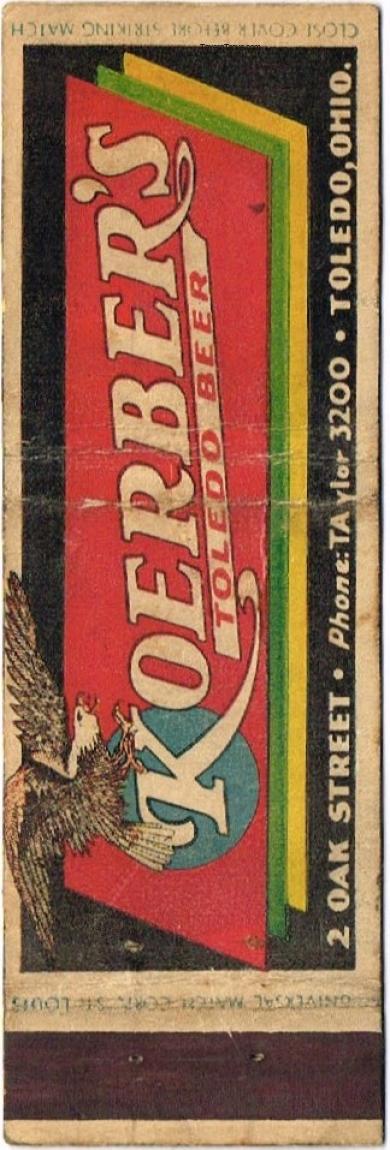 CLOSE COVER BEFORE STRIKING MATCH
KOERBER'S
TOLEDO BEER
2 OAK STREET • Phone: TAylor 3200 • TOLEDO, OHIO.
UNIVERSAL MATCH CORP. ST. LOUIS